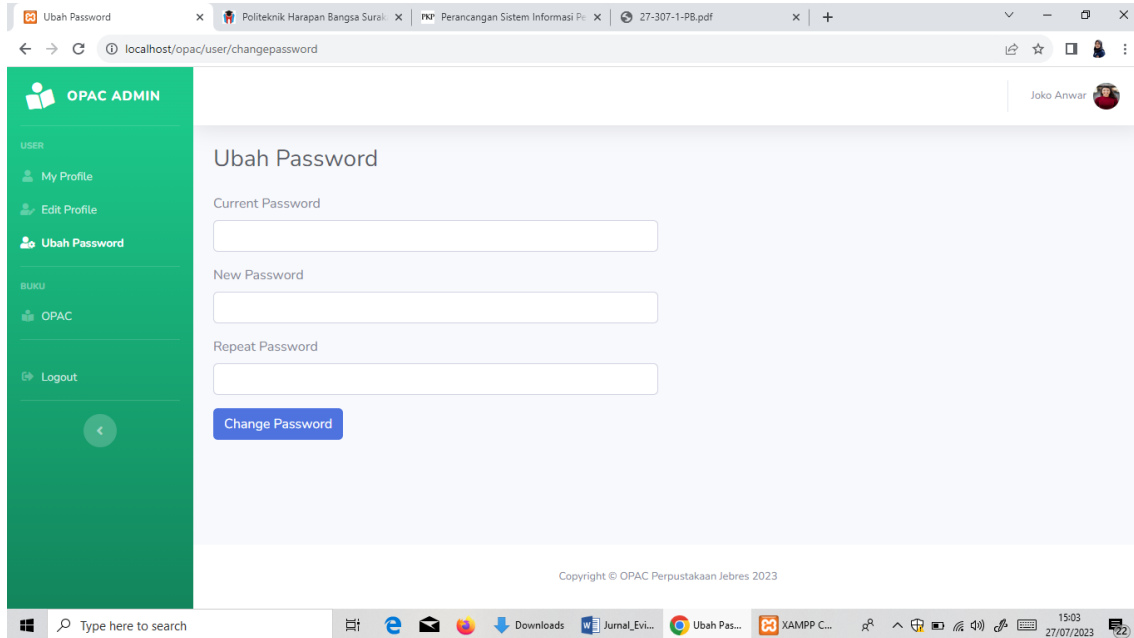 Ubah Password
Politeknik Harapan Bangsa Surak
PKP Perancangan Sistem Informasi Pe
27-307-1-PB.pdf
localhost/opac/user/changepassword
OPAC ADMIN
Joko Anwar
USER
My Profile
Edit Profile
Ubah Password
BUKU
OPAC
Logout
Ubah Password
Current Password
New Password
Repeat Password
Change Password
Copyright © OPAC Perpustakaan Jebres 2023
Type here to search
Downloads
Jurnal_Evi...
Ubah Pas...
XAMPP C...
15:03
27/07/2023
22